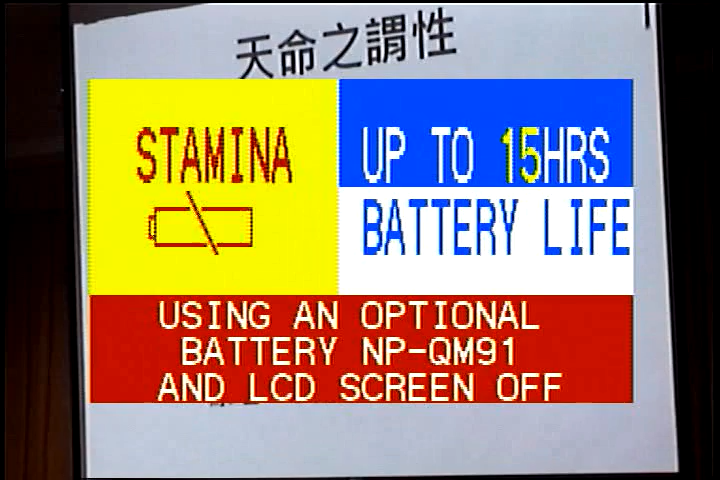 天命之謂性
STAMINA
UP TO 15HRS
BATTERY LIFE
USING AN OPTIONAL
BATTERY NP-QM91
AND LCD SCREEN OFF